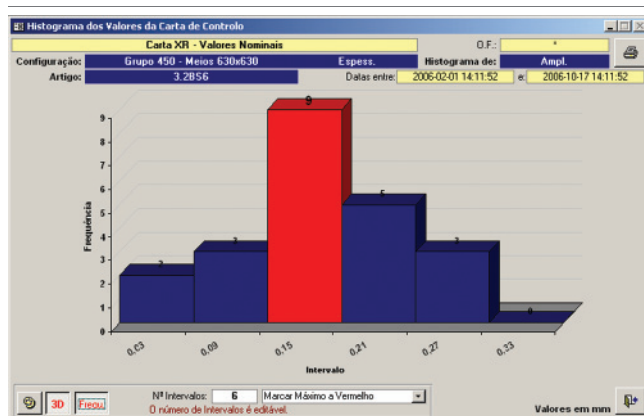 Histograma dos Valores da Carta de Controlo
Carta XR - Valores Nominais O.F.: *
Configuração: Grupo 450 - Meios 630x630 Espess. Histograma de: Ampl.
Artigo: 3.2BS6 Datas entre: 2006-02-01 14:11:52 e: 2006-10-17 14:11:52
9
8
7
6
5
4
3
2
1
0
Frequência
2
3
9
5
3
0
0,03
0,09
0,15
0,21
0,27
0,33
Intervalo
3D
Frequ.
Nº Intervalos: 6 Marcar Máximo a Vermelho
O número de Intervalos é editável.
Valores em mm